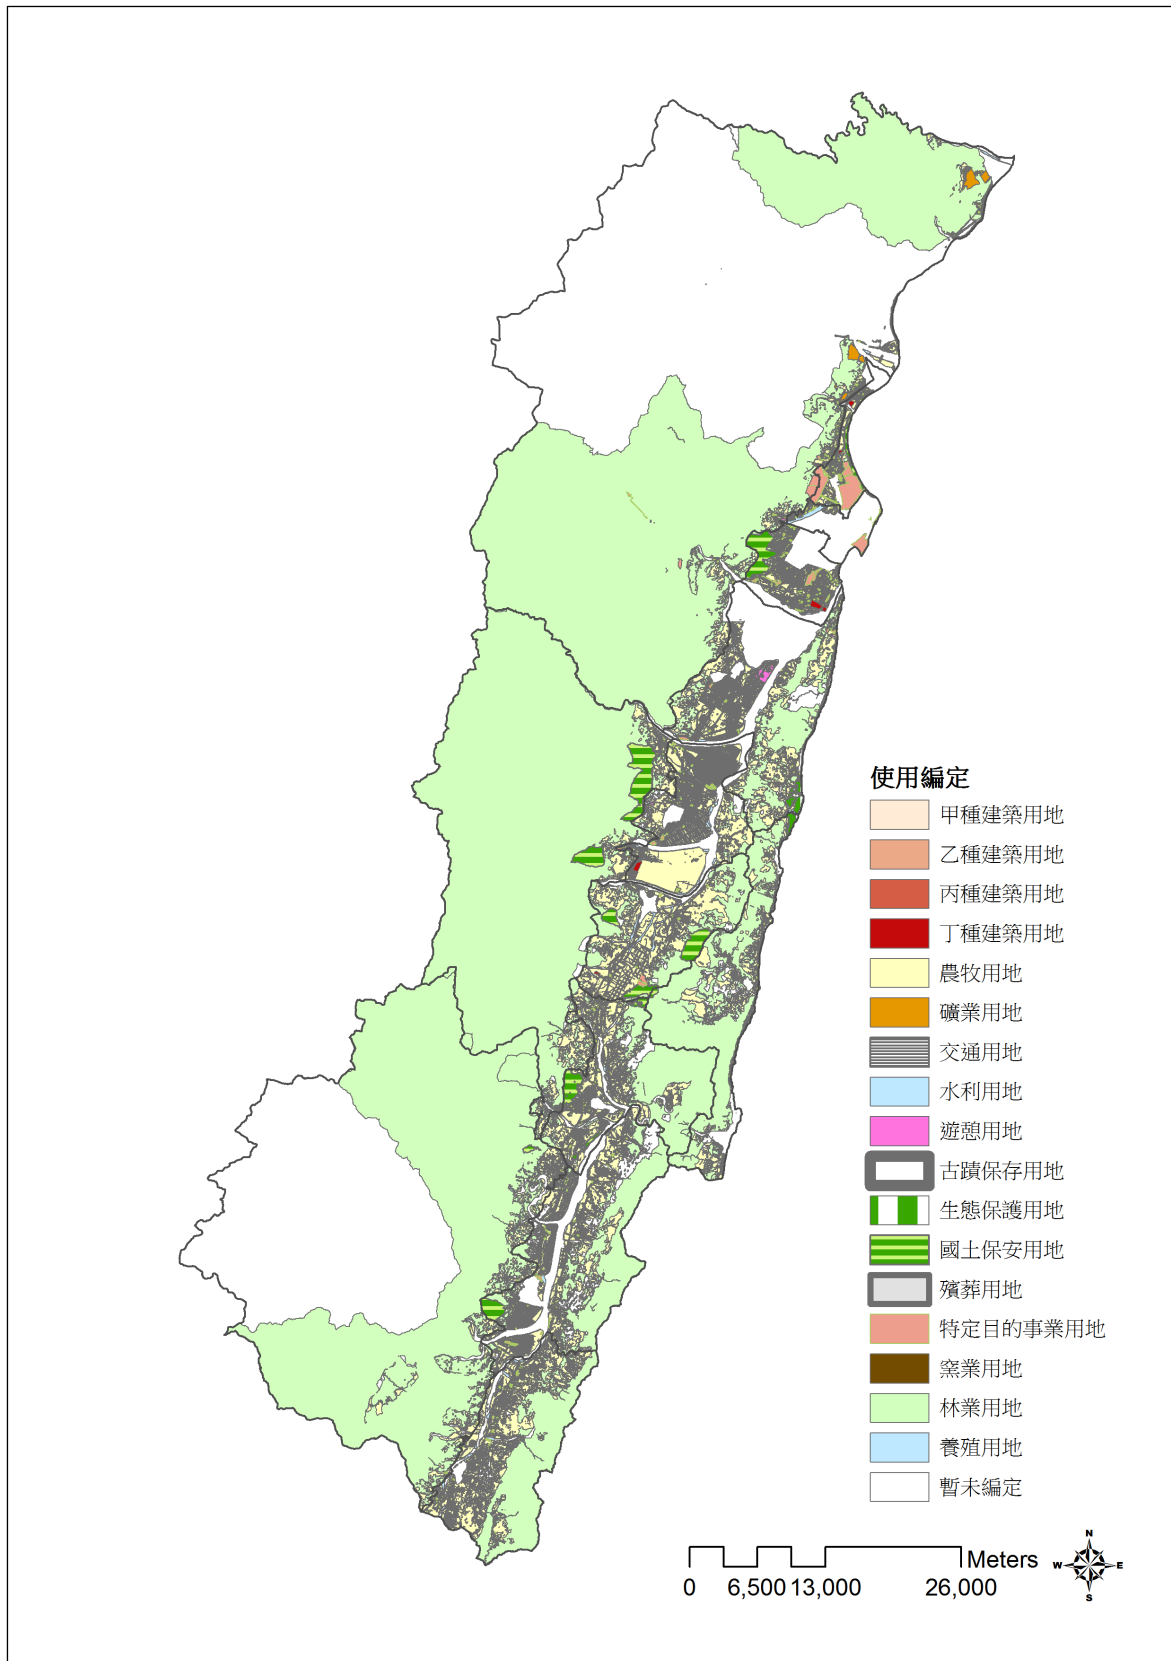 使用編定
甲種建築用地
乙種建築用地
丙種建築用地
丁種建築用地
農牧用地
礦業用地
交通用地
水利用地
遊憩用地
古蹟保存用地
生態保護用地
國土保安用地
殯葬用地
特定目的事業用地
窯業用地
林業用地
養殖用地
暫未編定
Meters
0 6,500 13,000 26,000
N
W E
S